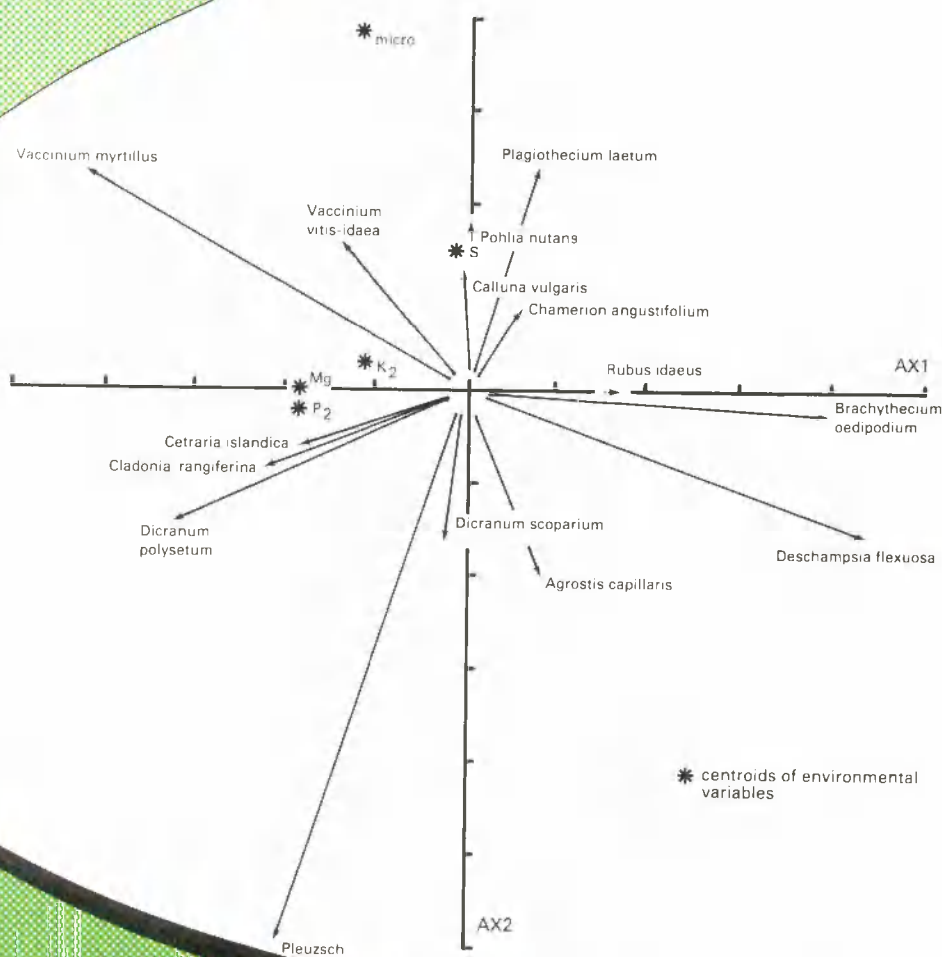 micro
Vaccinium myrtillus
Plagiothecium laetum
Vaccinium
vitis-idaea
Pohlia nutans
S
Calluna vulgaris
Chamerion angustifolium
K2
Rubus idaeus
AX1
Mg
P2
Brachythecium
oedipodium
Cetraria islandica
Cladonia rangiferina
Dicranum
polysetum
Dicranum scoparium
Deschampsia flexuosa
Agrostis capillaris
centroids of environmental
variables
AX2
Pleuzsch